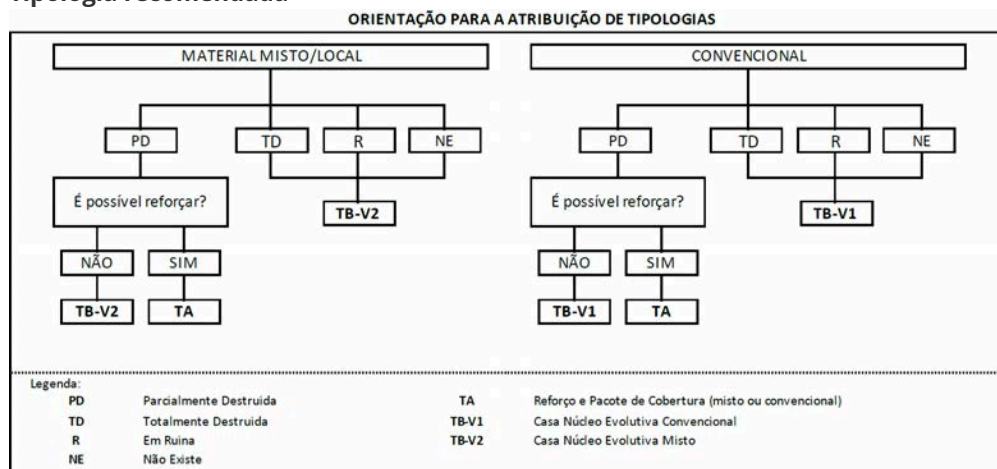 Tipologia recomendada
ORIENTAÇÃO PARA A ATRIBUIÇÃO DE TIPOLOGIAS
MATERIAL MISTO/LOCAL
CONVENCIONAL
PD TD R NE
PD TD R NE
É possível reforçar?
TB-V2
É possível reforçar?
TB-V1
NÃO SIM
NÃO SIM
TB-V2 TA
TB-V1 TA
Legenda:
PD Parcialmente Destruida
TA Reforço e Pacote de Cobertura (misto ou convencional)
TD Totalmente Destruida
TB-V1 Casa Núcleo Evolutiva Convencional
R Em Ruina
TB-V2 Casa Núcleo Evolutiva Misto
NE Não Existe